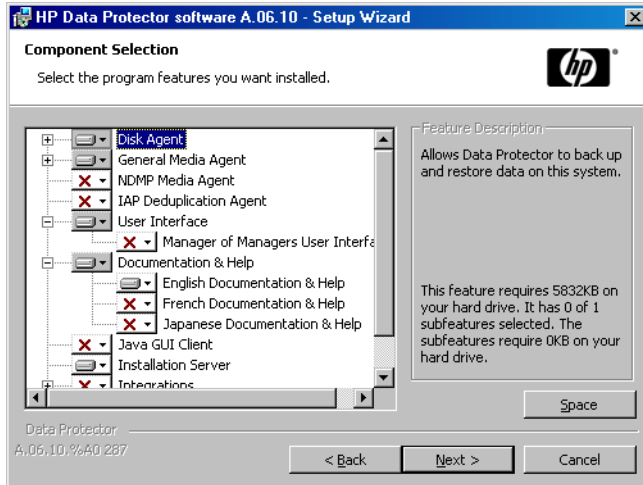 HP Data Protector software A.06.10 - Setup Wizard
Component Selection
Select the program features you want installed.
hp
Disk Agent
General Media Agent
NDMP Media Agent
IAP Deduplication Agent
User Interface
Manager of Managers User Interfa
Documentation & Help
English Documentation & Help
French Documentation & Help
Japanese Documentation & Help
Java GUI Client
Installation Server
Integrations
Feature Description
Allows Data Protector to back up
and restore data on this system.
This feature requires 5832KB on
your hard drive. It has 0 of 1
subfeatures selected. The
subfeatures require 0KB on your
hard drive.
Space
Data Protector
A.06.10.%A0 287
< Back
Next >
Cancel